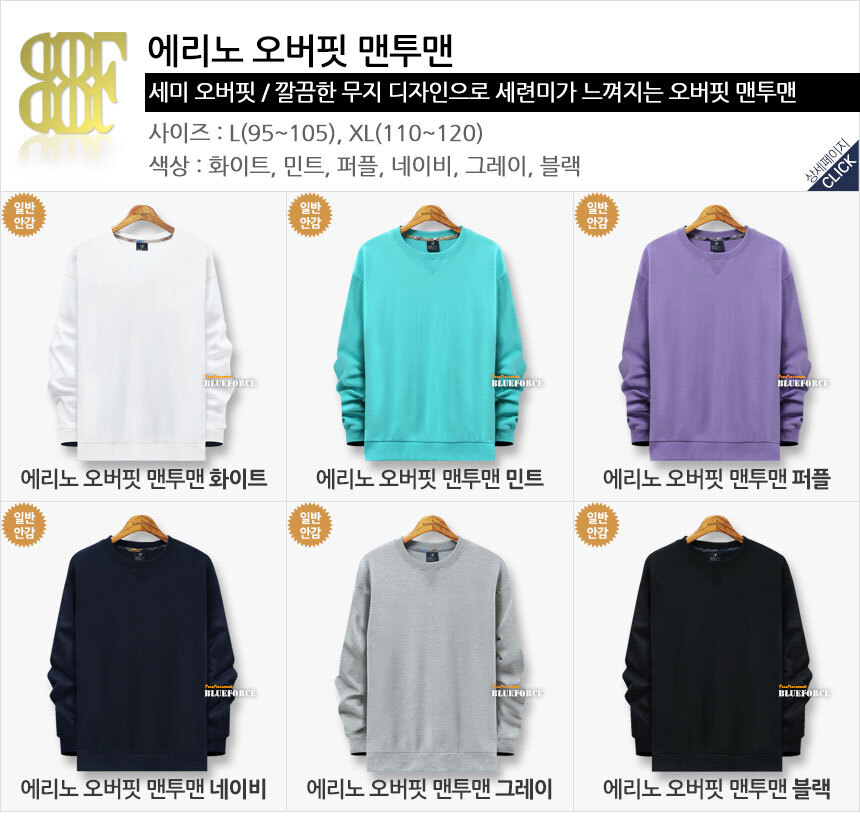 BBF
에리노 오버핏 맨투맨
세미 오버핏 / 깔끔한 무지 디자인으로 세련미가 느껴지는 오버핏 맨투맨
사이즈 : L(95~105), XL(110~120)
색상 : 화이트, 민트, 퍼플, 네이비, 그레이, 블랙
상세페이지
CLICK
일반
안감
일반
안감
일반
안감
BLUEFORCE
BLUEFORCE
BLUEFORCE
에리노 오버핏 맨투맨 화이트
에리노 오버핏 맨투맨 민트
에리노 오버핏 맨투맨 퍼플
일반
안감
일반
안감
일반
안감
BLUEFORCE
BLUEFORCE
BLUEFORCE
에리노 오버핏 맨투맨 네이비
에리노 오버핏 맨투맨 그레이
에리노 오버핏 맨투맨 블랙